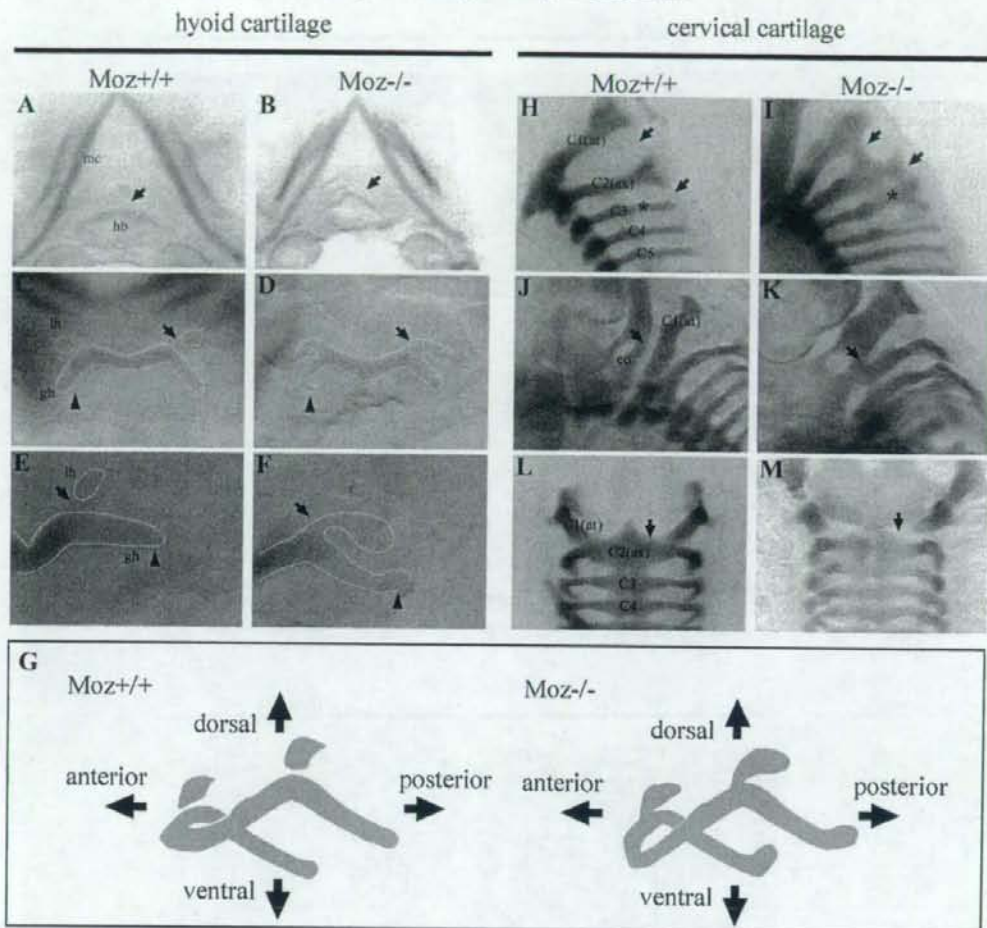 hyoid cartilage
cervical cartilage
Moz+/+
Moz-/-
Moz+/+
Moz-/-
A
mc
hb
B
H
C1(at)
C2(ax)
*
C3
C4
C5
I
*
C
lh
gh
D
J
C1(at)
eo
K
E
lh
gh
F
L
C1(at)
C2(ax)
C3
C4
M
G
Moz+/+
dorsal
anterior
posterior
ventral
Moz-/-
dorsal
anterior
posterior
ventral